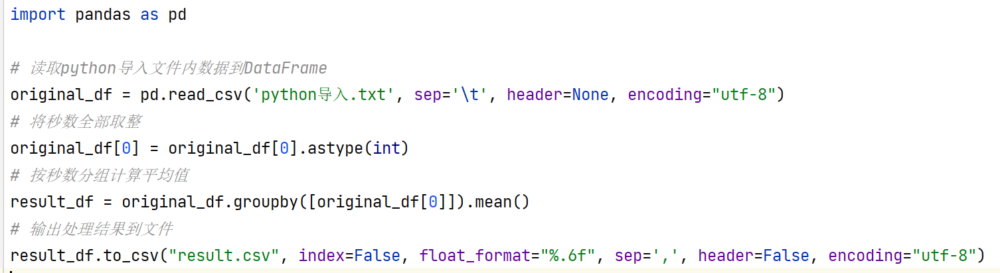 import pandas as pd
# 读取python导入文件内数据到DataFrame
original_df = pd.read_csv('python导入.txt', sep='\t', header=None, encoding="utf-8")
# 将秒数全部取整
original_df[0] = original_df[0].astype(int)
# 按秒数分组计算平均值
result_df = original_df.groupby([original_df[0]]).mean()
# 输出处理结果到文件
result_df.to_csv("result.csv", index=False, float_format="%.6f", sep=',', header=False, encoding="utf-8")